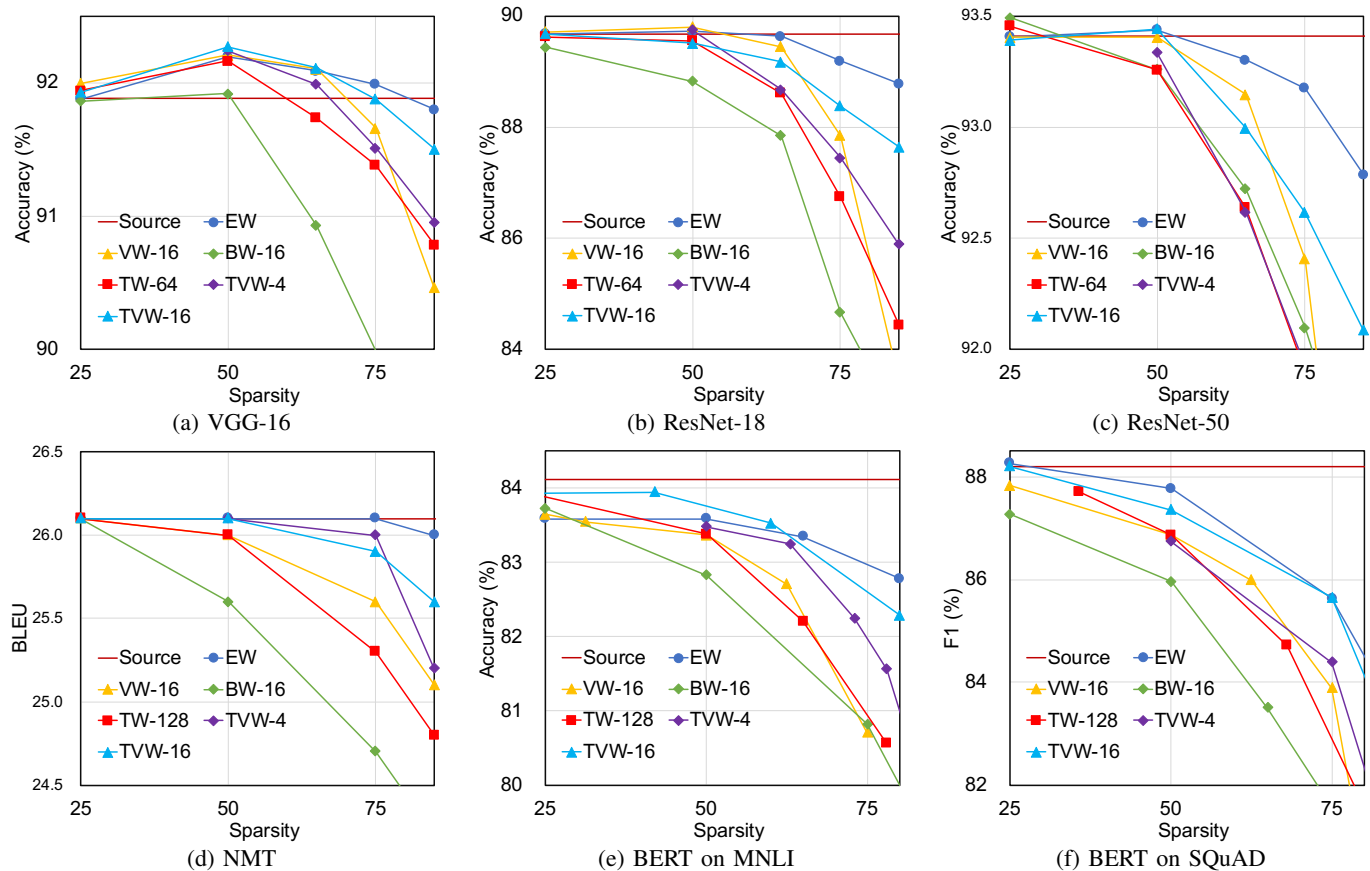 Accuracy (%)
92
91
90
Source EW
VW-16 BW-16
TW-64 TVW-4
TVW-16
25 50 75
Sparsity
(a) VGG-16
Accuracy (%)
90
88
86
84
Source EW
VW-16 BW-16
TW-64 TVW-4
TVW-16
25 50 75
Sparsity
(b) ResNet-18
Accuracy (%)
93.5
93.0
92.5
92.0
Source EW
VW-16 BW-16
TW-64 TVW-4
TVW-16
25 50 75
Sparsity
(c) ResNet-50
BLEU
26.5
26.0
25.5
25.0
24.5
Source EW
VW-16 BW-16
TW-128 TVW-4
TVW-16
25 50 75
Sparsity
(d) NMT
Accuracy (%)
84
83
82
81
80
Source EW
VW-16 BW-16
TW-128 TVW-4
TVW-16
25 50 75
Sparsity
(e) BERT on MNLI
F1 (%)
88
86
84
82
Source EW
VW-16 BW-16
TW-128 TVW-4
TVW-16
25 50 75
Sparsity
(f) BERT on SQuAD